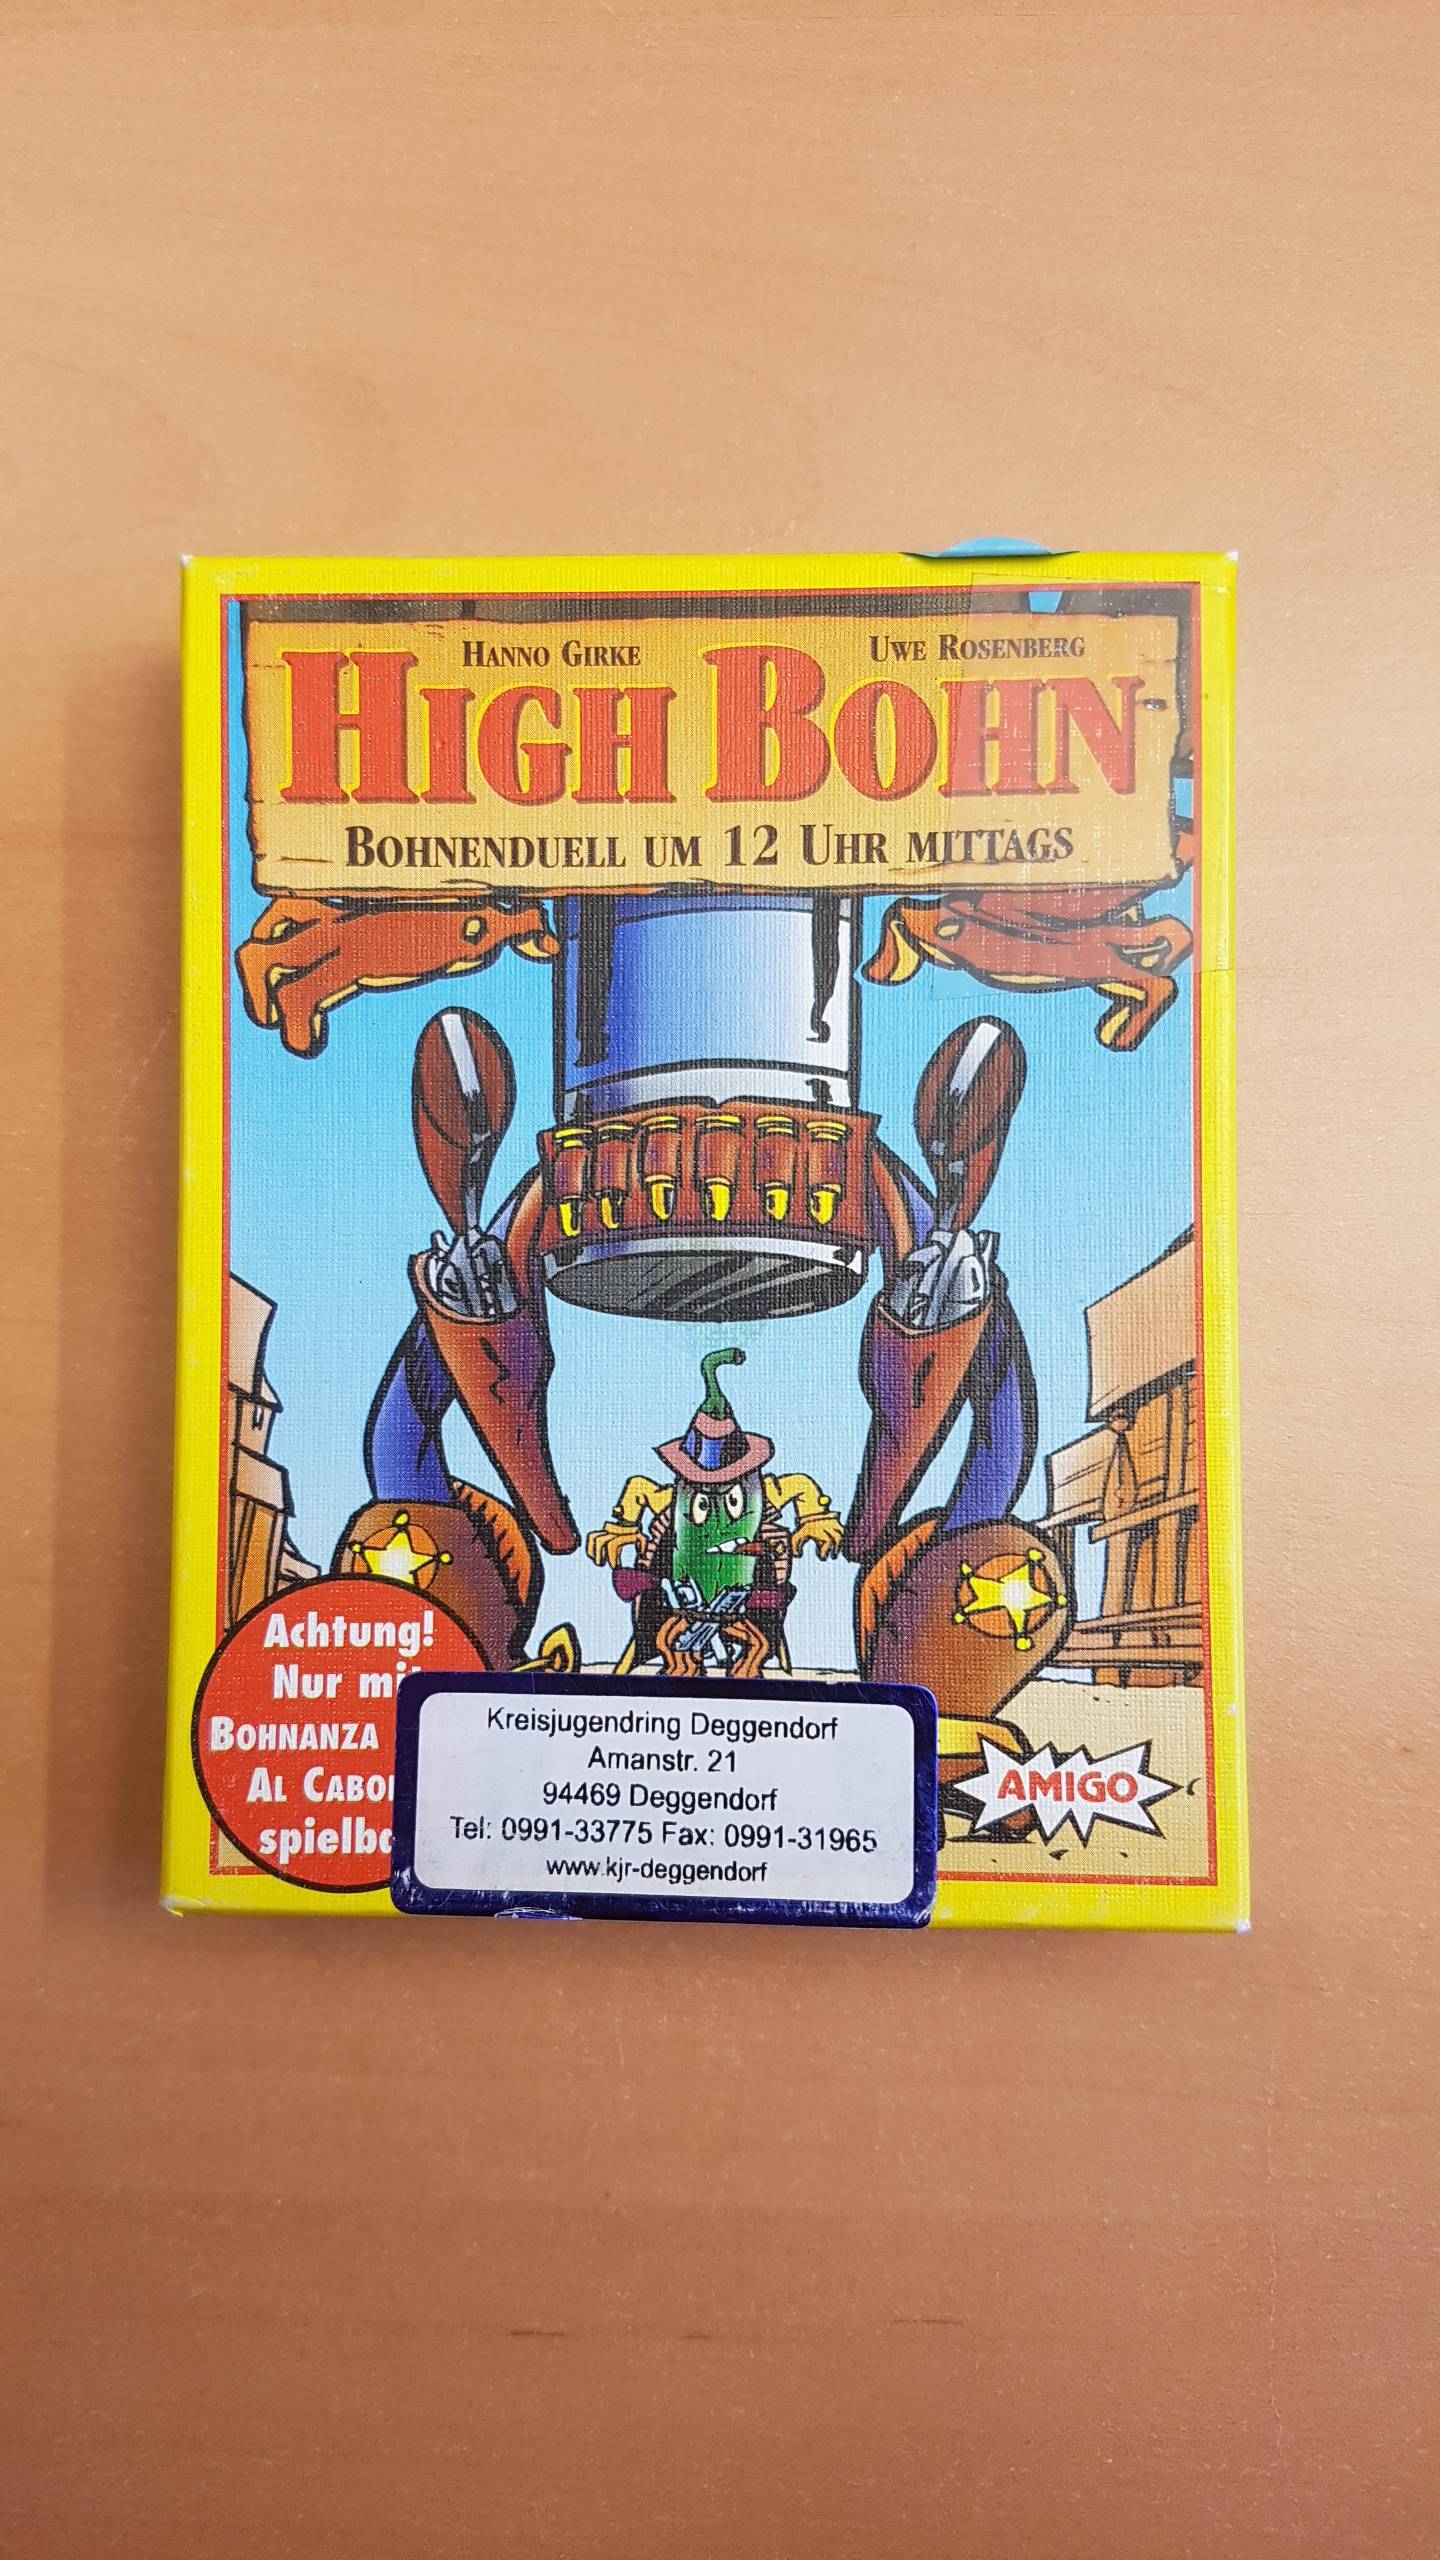 HANNO GIRKE UWE ROSENBERG
HIGH BOHN
BOHNENDUELL UM 12 UHR MITTAGS
Achtung!
Nur mi
BOHNANZA
AL CABO
spielb
Kreisjugendring Deggendorf
Amanstr. 21
94469 Deggendorf
Tel: 0991-33775 Fax: 0991-31965
www.kjr-deggendorf
AMIGO